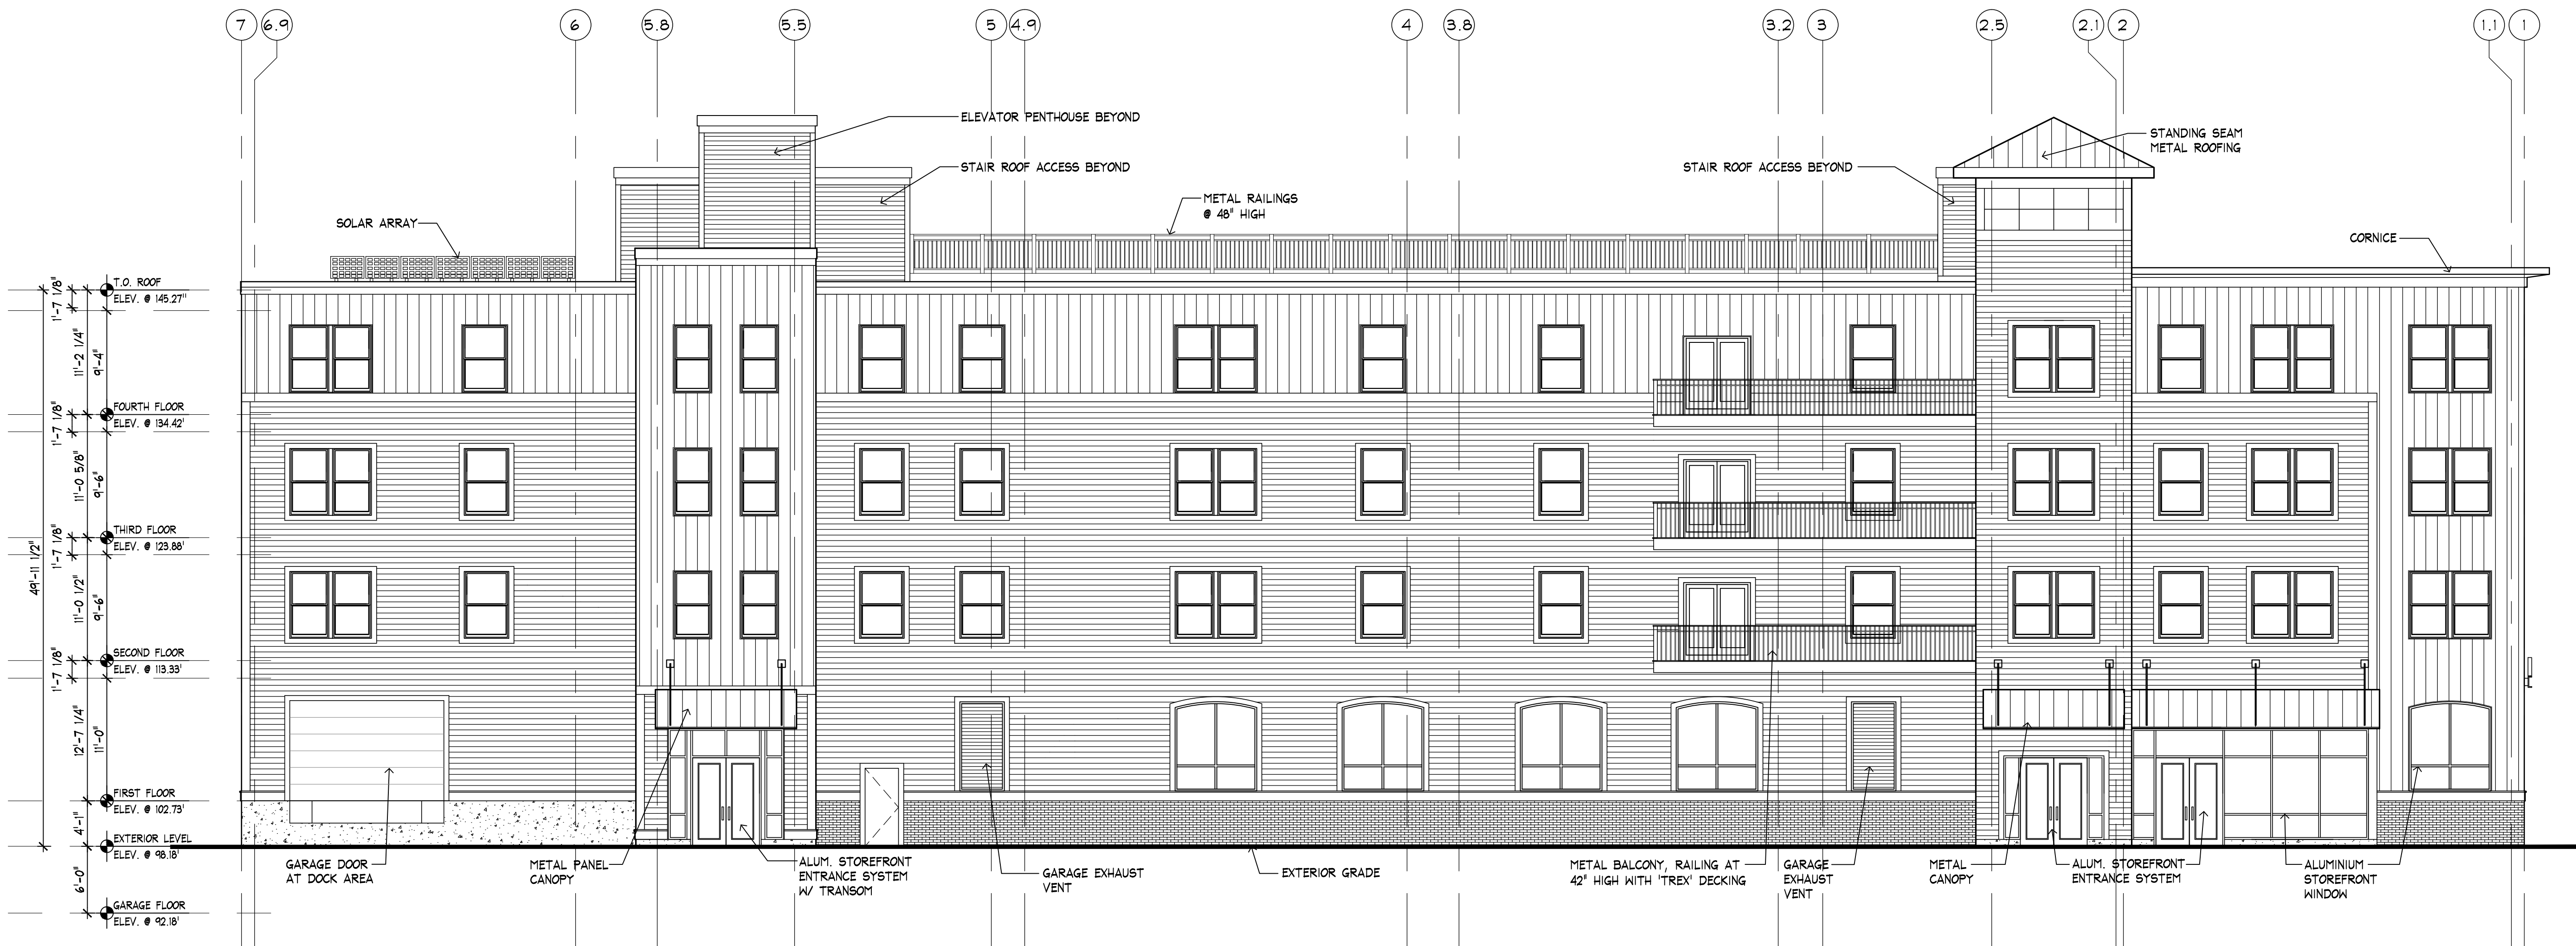 7
6.9
6
5.8
5.5
5
4.9
4
3.8
3.2
3
2.5
2.1
2
1.1
1
ELEVATOR PENTHOUSE BEYOND
STAIR ROOF ACCESS BEYOND
STAIR ROOF ACCESS BEYOND
STANDING SEAM
METAL ROOFING
METAL RAILINGS
@ 48" HIGH
SOLAR ARRAY
CORNICE
T.O. ROOF
ELEV. @ 145.27"
FOURTH FLOOR
ELEV. @ 134.42'
THIRD FLOOR
ELEV. @ 123.88'
SECOND FLOOR
ELEV. @ 113.33'
FIRST FLOOR
ELEV. @ 102.73'
EXTERIOR LEVEL
ELEV. @ 98.18'
GARAGE FLOOR
ELEV. @ 92.18'
49'-11 1/2"
1'-7 1/8"
11'-2 1/4"
9'-4"
1'-7 1/8"
11'-0 5/8"
9'-6"
1'-7 1/8"
11'-0 1/2"
9'-6"
1'-7 1/8"
12'-7 1/4"
11'-0"
4'-1"
6'-0"
GARAGE DOOR
AT DOCK AREA
METAL PANEL
CANOPY
ALUM. STOREFRONT
ENTRANCE SYSTEM
W/ TRANSOM
GARAGE EXHAUST
VENT
EXTERIOR GRADE
METAL BALCONY, RAILING AT
42" HIGH WITH 'TREX' DECKING
GARAGE
EXHAUST
VENT
METAL
CANOPY
ALUM. STOREFRONT
ENTRANCE SYSTEM
ALUMINIUM
STOREFRONT
WINDOW